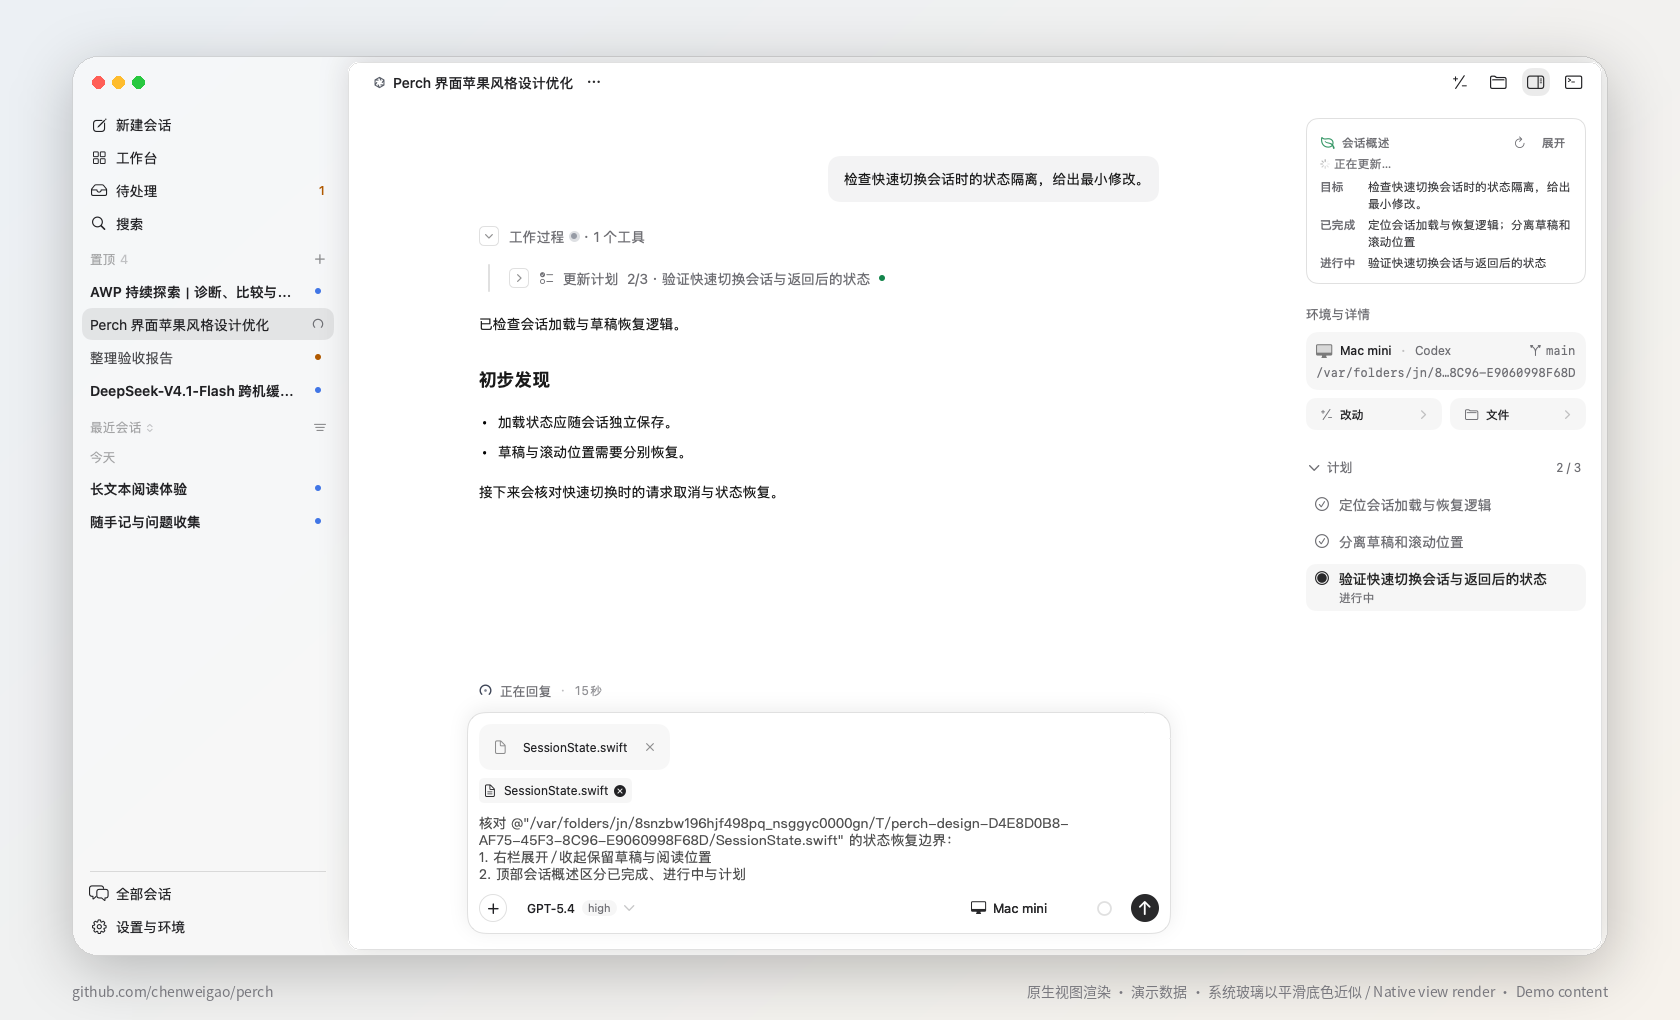 新建会话
工作台
待处理 1
搜索
置顶 4
AWP 持续探索 | 诊断、比较与...
Perch 界面苹果风格设计优化
整理验收报告
DeepSeek-V4.1-Flash 跨机缓...
最近会话
今天
长文本阅读体验
随手记与问题收集
全部会话
设置与环境
Perch 界面苹果风格设计优化 ···
检查快速切换会话时的状态隔离，给出最小修改。
工作过程 · 1 个工具
更新计划 2/3 · 验证快速切换会话与返回后的状态
已检查会话加载与草稿恢复逻辑。
初步发现
• 加载状态应随会话独立保存。
• 草稿与滚动位置需要分别恢复。
接下来会核对快速切换时的请求取消与状态恢复。
正在回复 · 15秒
SessionState.swift
SessionState.swift
核对 @"/var/folders/jn/8snzbw196hjf498pq_nsggyc0000gn/T/perch-design-D4E8D0B8-
AF75-45F3-8C96-E9060998F68D/SessionState.swift" 的状态恢复边界：
1. 右栏展开/收起保留草稿与阅读位置
2. 顶部会话概述区分已完成、进行中与计划
GPT-5.4 high
Mac mini
会话概述 展开
正在更新...
目标 检查快速切换会话时的状态隔离，给出
最小修改。
已完成 定位会话加载与恢复逻辑；分离草稿和
滚动位置
进行中 验证快速切换会话与返回后的状态
环境与详情
Mac mini · Codex main
/var/folders/jn/8…8C96-E9060998F68D
改动 文件
计划 2 / 3
定位会话加载与恢复逻辑
分离草稿和滚动位置
验证快速切换会话与返回后的状态
进行中
github.com/chenweigao/perch
原生视图渲染 · 演示数据 · 系统玻璃以平滑底色近似 / Native view render · Demo content